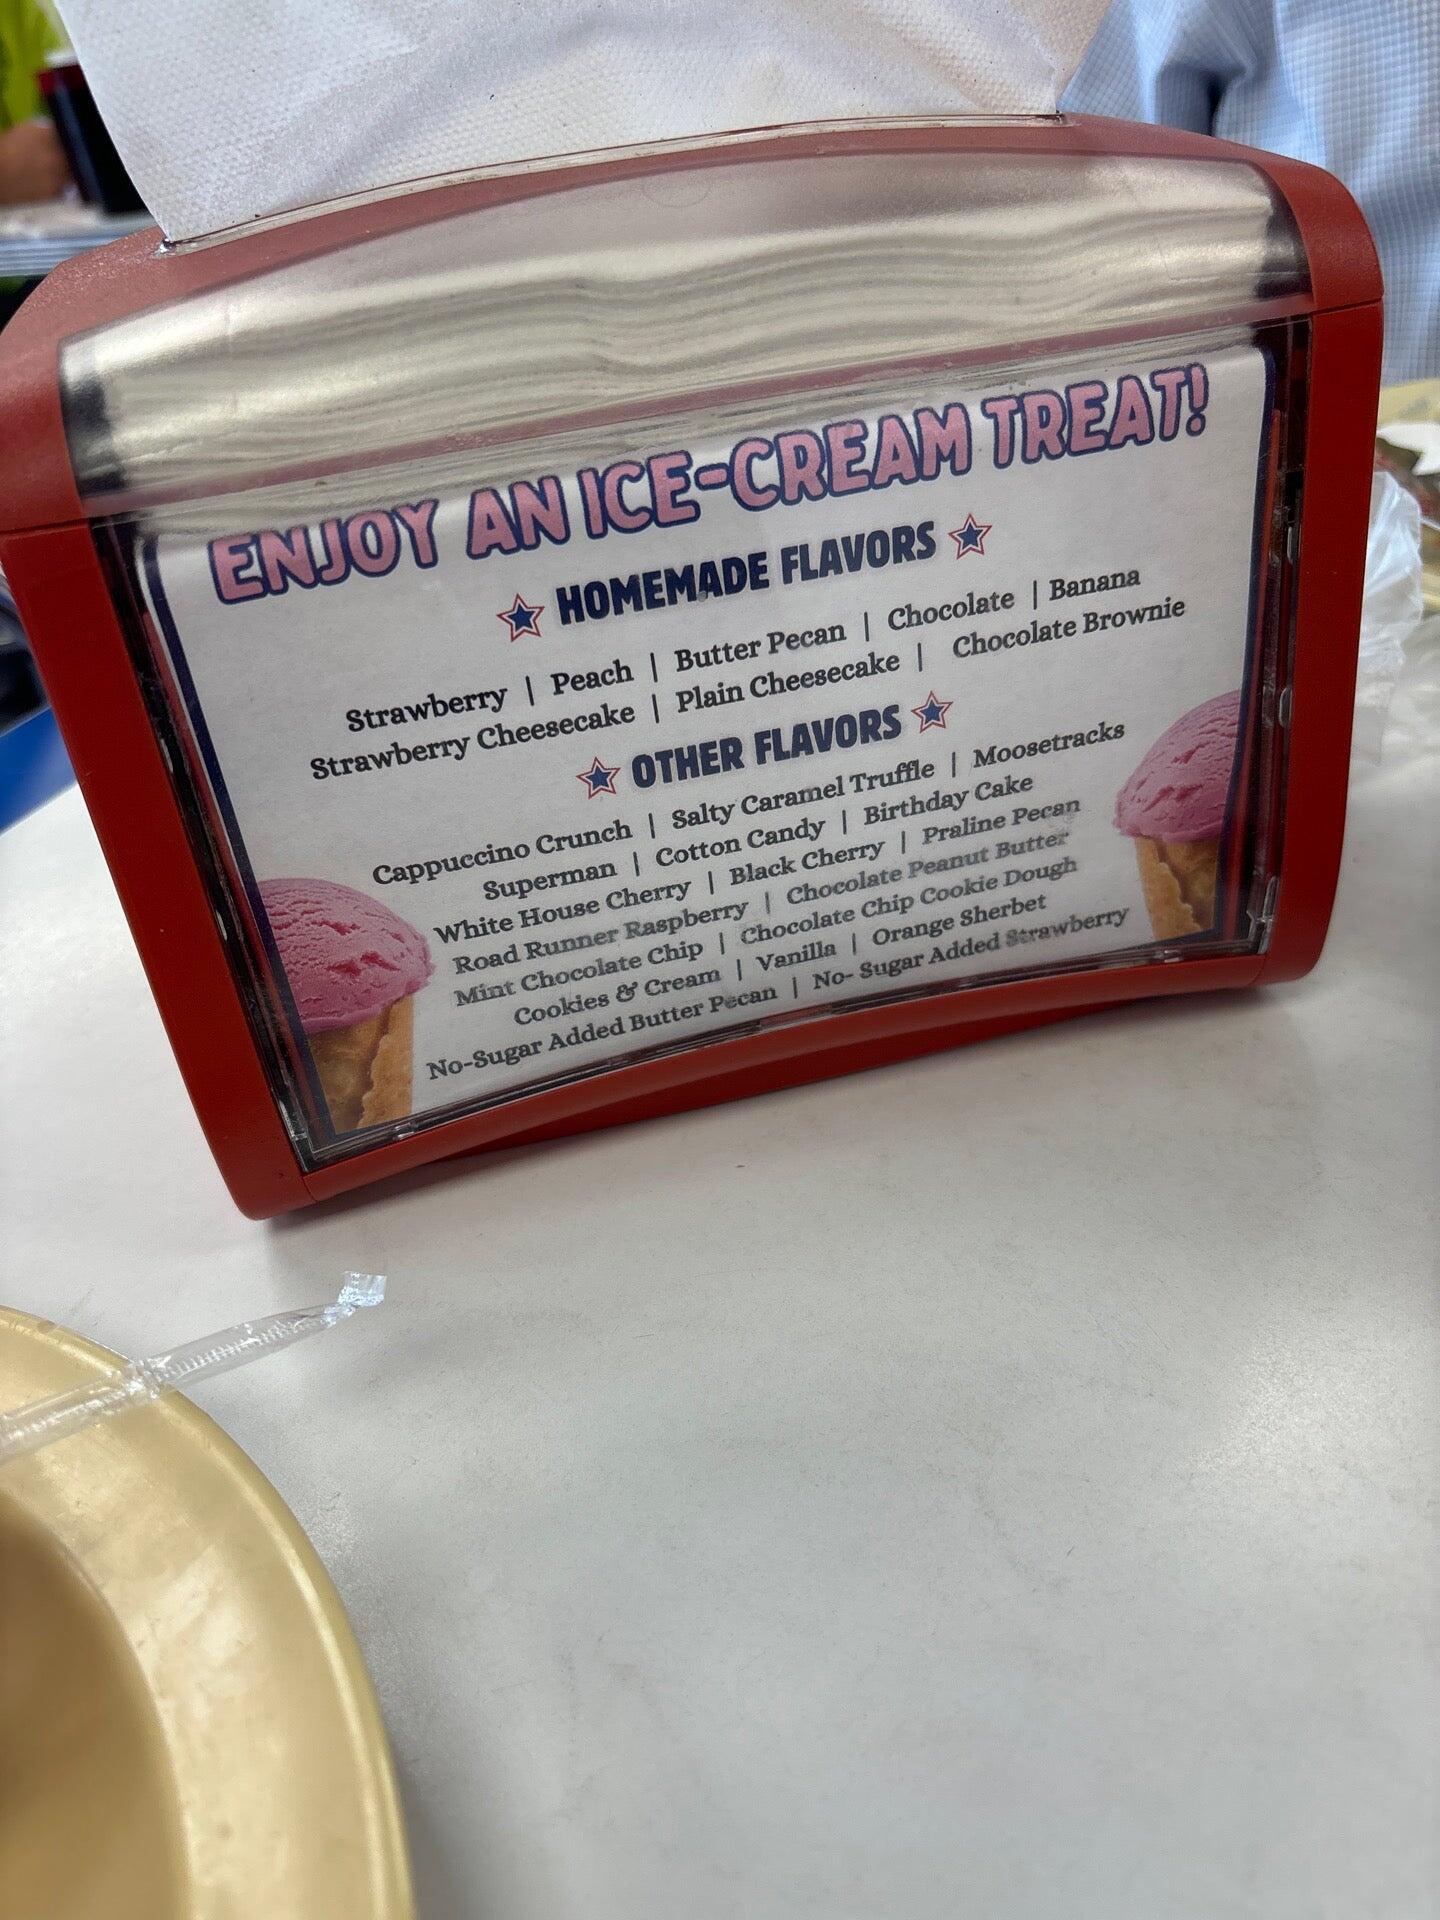 ENJOY AN ICE-CREAM TREAT!
HOMEMADE FLAVORS
Strawberry | Peach | Butter Pecan | Chocolate | Banana
Strawberry Cheesecake | Plain Cheesecake | Chocolate Brownie
OTHER FLAVORS
Cappuccino Crunch | Salty Caramel Truffle | Moosetracks
Superman | Cotton Candy | Birthday Cake
White House Cherry | Black Cherry | Praline Pecan
Road Runner Raspberry | Chocolate Peanut Butter
Mint Chocolate Chip | Chocolate Chip Cookie Dough
Cookies & Cream | Vanilla | Orange Sherbet
No-Sugar Added Butter Pecan | No- Sugar Added Strawberry